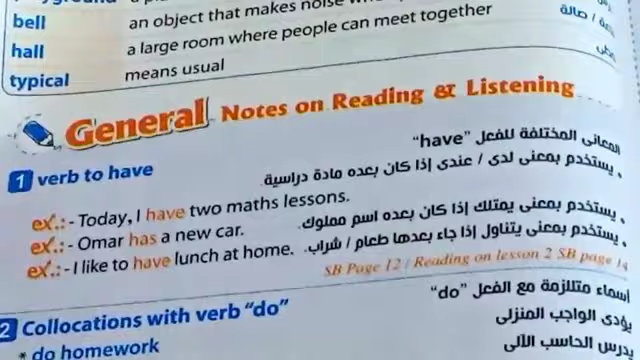 bell an object that makes noise
hall a large room where people can meet together / صالة
typical means usual
General Notes on Reading & Listening
1 verb to have المعانى المختلفة للفعل "have"
• يستخدم بمعنى لدى / عندى إذا كان بعده مادة دراسية.
ex.:- Today, I have two maths lessons.
• يستخدم بمعنى يمتلك إذا كان بعده اسم مملوك.
ex.:- Omar has a new car.
• يستخدم بمعنى يتناول إذا جاء بعدها طعام / شراب.
ex.:- I like to have lunch at home.
SB Page 12 / Reading on lesson 2 SB page 14
2 Collocations with verb "do" أسماء متلازمة مع الفعل "do"
* do homework يؤدى الواجب المنزلى
يدرس الحاسب الآلى